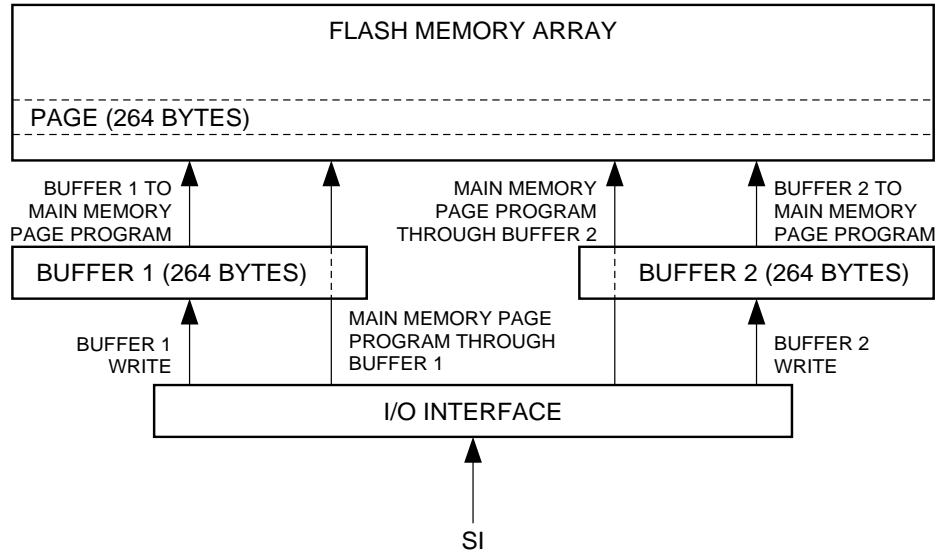 FLASH MEMORY ARRAY
PAGE (264 BYTES)
BUFFER 1 TO
MAIN MEMORY
PAGE PROGRAM
MAIN MEMORY
PAGE PROGRAM
THROUGH BUFFER 2
BUFFER 2 TO
MAIN MEMORY
PAGE PROGRAM
BUFFER 1 (264 BYTES)
BUFFER 2 (264 BYTES)
BUFFER 1
WRITE
MAIN MEMORY PAGE
PROGRAM THROUGH
BUFFER 1
BUFFER 2
WRITE
I/O INTERFACE
SI